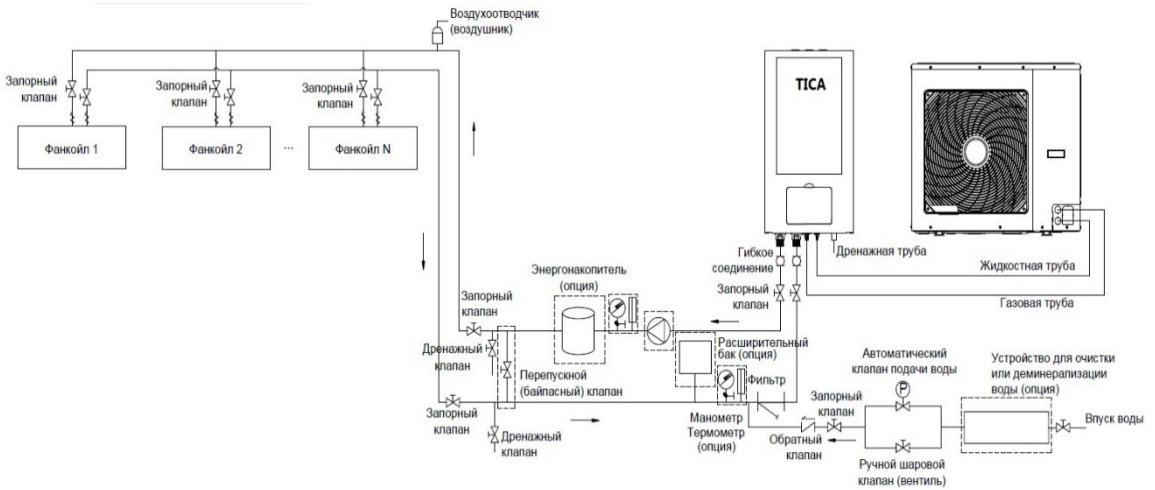 Воздухоотводчик
(воздушник)
Запорный
клапан
Запорный
клапан
Запорный
клапан
Фанкойл 1
Фанкойл 2
...
Фанкойл N
TICA
Дренажная труба
Гибкое
соединение
Жидкостная труба
Запорный
клапан
Газовая труба
Энергонакопитель
(опция)
Запорный
клапан
Дренажный
клапан
Перепускной
(байпасный) клапан
Расширительный
бак (опция)
Фильтр
Запорный
клапан
Дренажный
клапан
Манометр
Термометр
(опция)
Обратный
клапан
Запорный
клапан
Автоматический
клапан подачи воды
P
Ручной шаровой
клапан (вентиль)
Устройство для очистки
или деминерализации
воды (опция)
Впуск воды